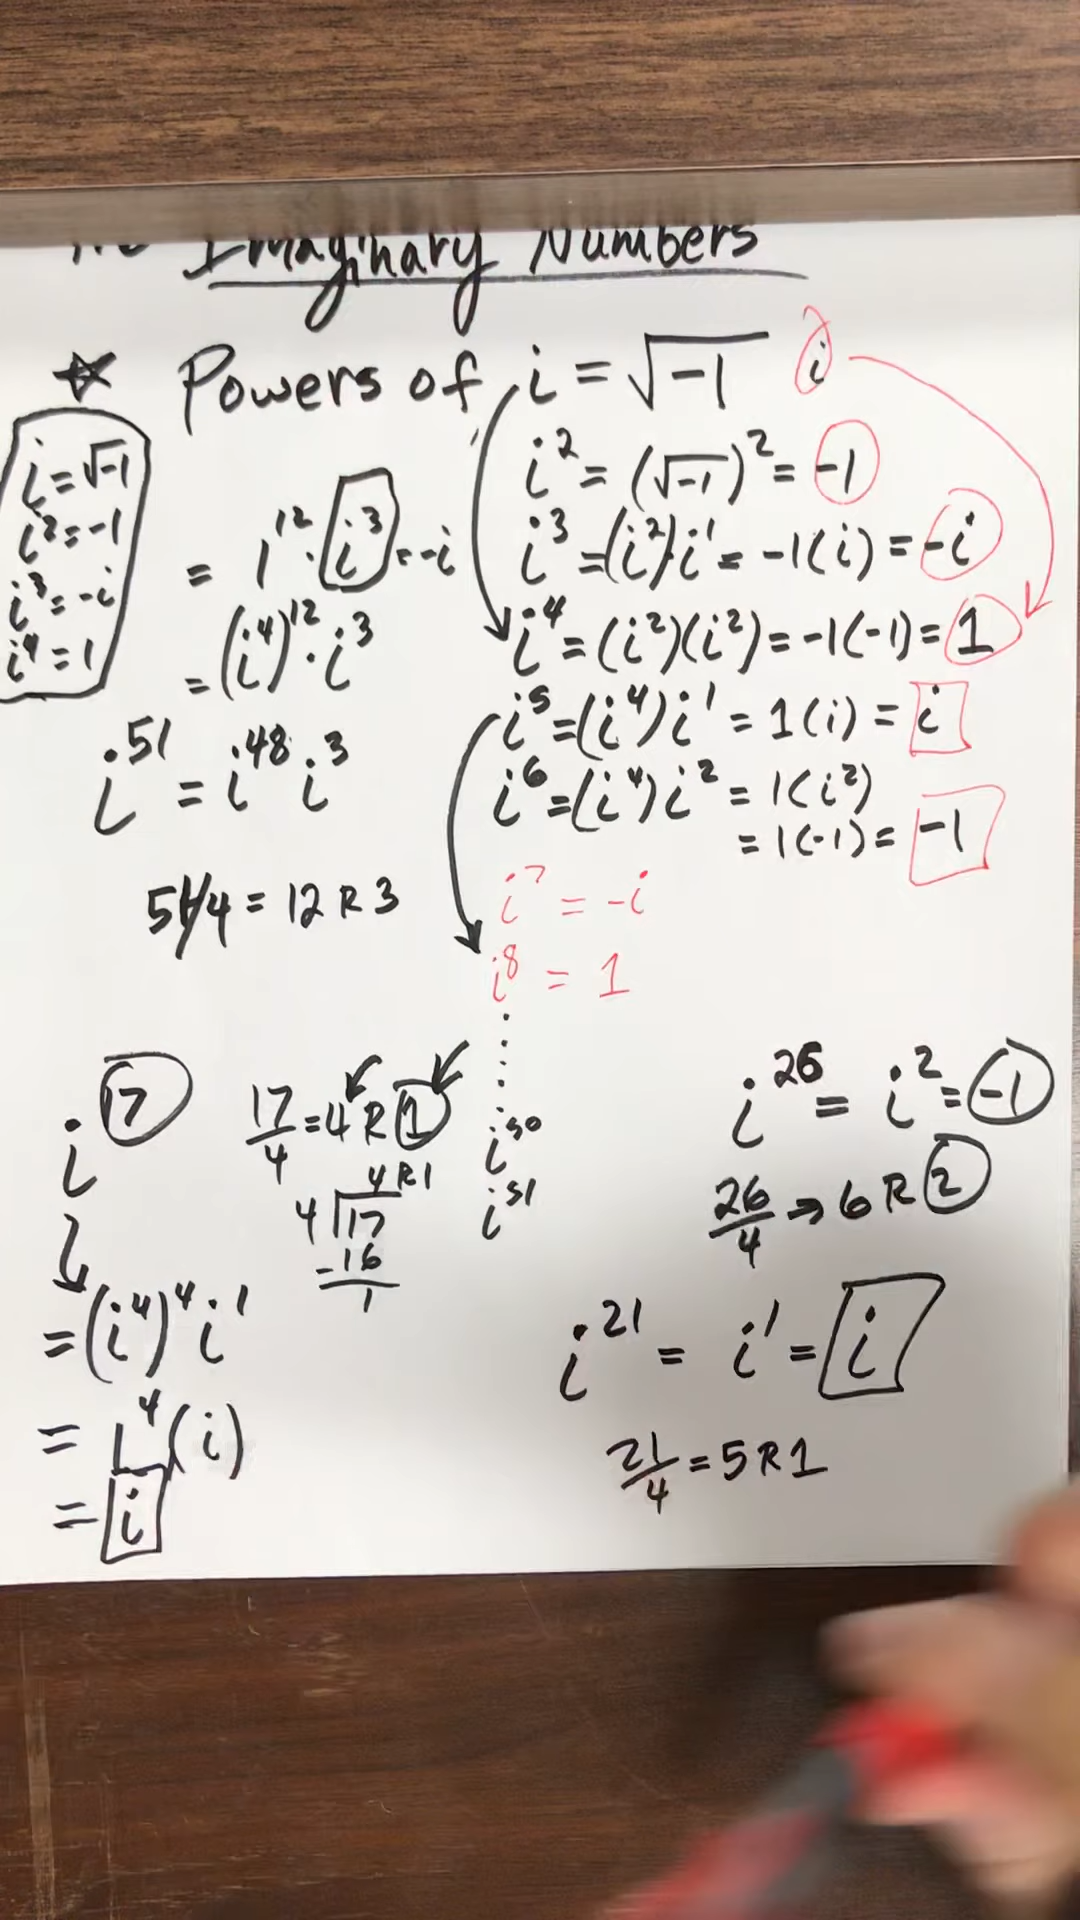 Imaginary Numbers
☆ Powers of i = √-1 i
i = √-1
i² = -1
i³ = -i
i⁴ = 1
i² = (√-1)² = -1
i³ = (i²)·i¹ = -1(i) = -i
i⁴ = (i²)(i²) = -1(-1) = 1
i⁵ = (i⁴)i¹ = 1(i) = i
i⁶ = (i⁴)i² = 1(i²)
= 1(-1) = -1
i⁷ = -i
i⁸ = 1
i⁵⁰
i⁵¹
= 1¹² · i³ = -i
= (i⁴)¹² · i³
i⁵¹ = i⁴⁸ i³
51/4 = 12 R 3
i¹⁷
17/4 = 4 R 1
4 R 1
4⟌17
-16
1
= (i⁴)⁴ i¹
= 1⁴(i)
= i
i²⁶ = i² = -1
26/4 → 6 R 2
i²¹ = i¹ = i
21/4 = 5 R 1